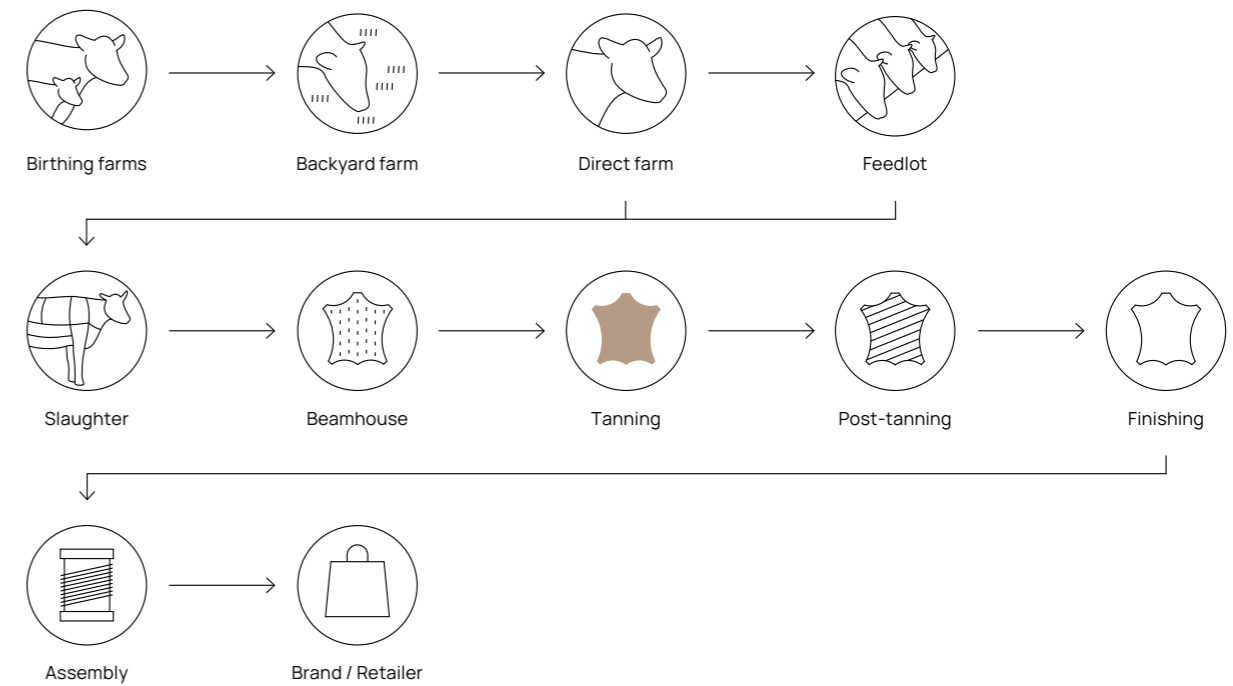 Birthing farms
Backyard farm
Direct farm
Feedlot
Slaughter
Beamhouse
Tanning
Post-tanning
Finishing
Assembly
Brand / Retailer